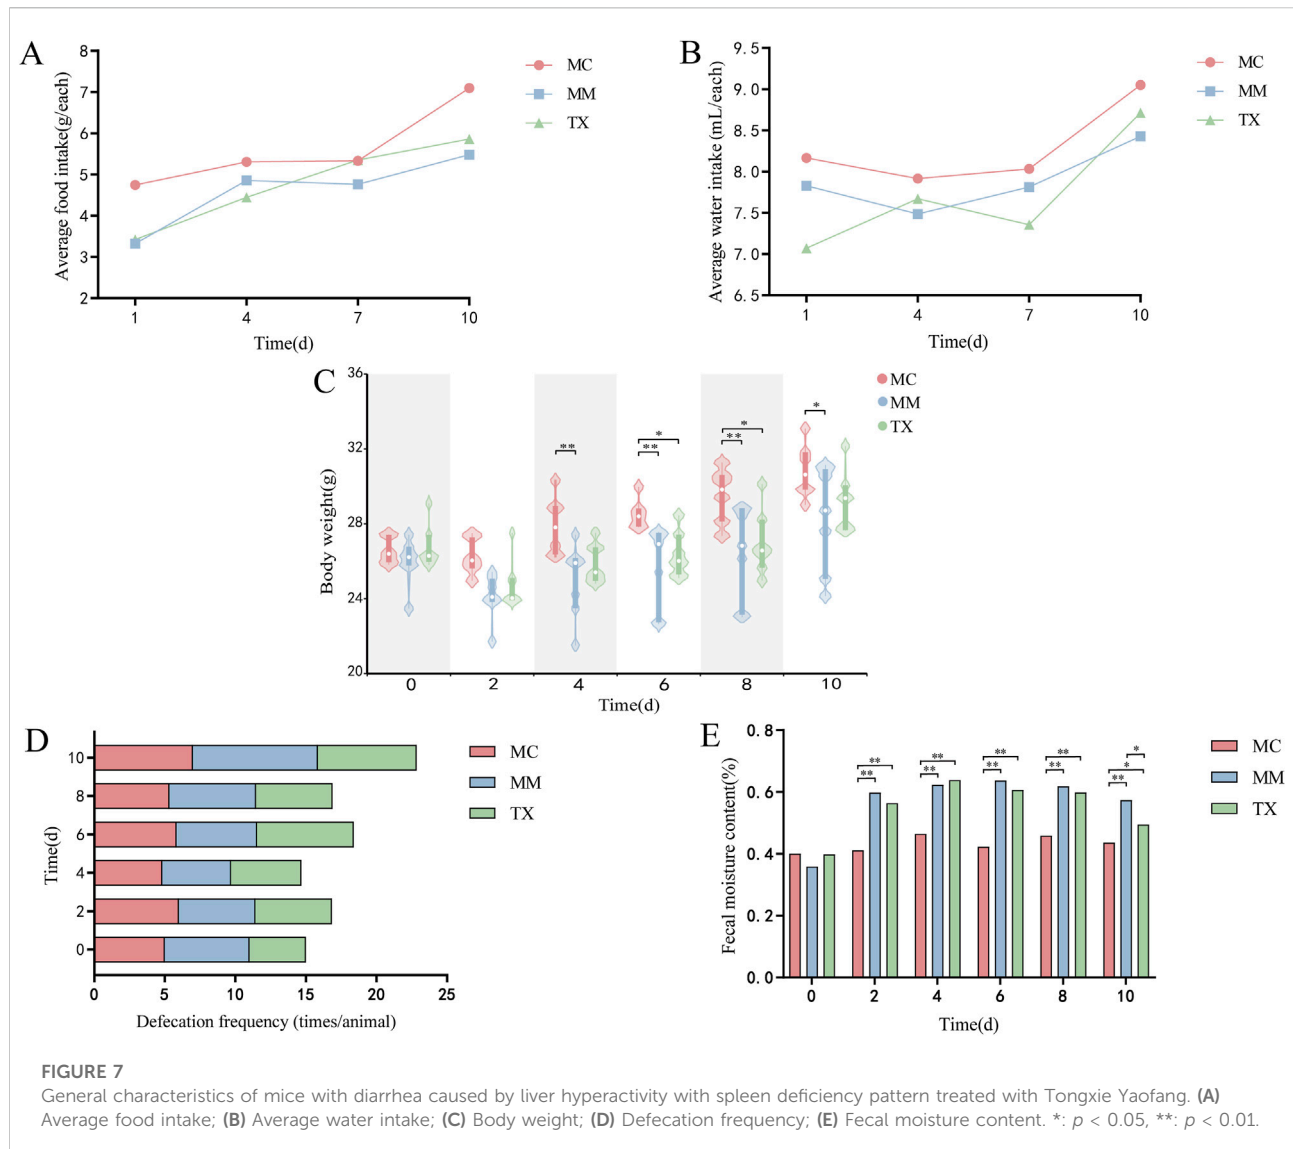 A
Average food intake(g/each)
8
7
6
5
4
3
2
1
4
7
10
Time(d)
MC
MM
TX
B
Average water intake (mL/each)
9.5
9.0
8.5
8.0
7.5
7.0
6.5
1
4
7
10
Time(d)
MC
MM
TX
C
Body weight(g)
36
32
28
24
20
**
*
**
*
**
*
0
2
4
6
8
10
Time(d)
MC
MM
TX
D
Time(d)
10
8
6
4
2
0
0
5
10
15
20
25
Defecation frequency (times/animal)
MC
MM
TX
E
Fecal moisture content(%)
0.8
0.6
0.4
0.2
0.0
**
**
**
**
**
**
**
**
*
*
**
0
2
4
6
8
10
Time(d)
MC
MM
TX
FIGURE 7
General characteristics of mice with diarrhea caused by liver hyperactivity with spleen deficiency pattern treated with Tongxie Yaofang. (A)
Average food intake; (B) Average water intake; (C) Body weight; (D) Defecation frequency; (E) Fecal moisture content. *: p < 0.05, **: p < 0.01.